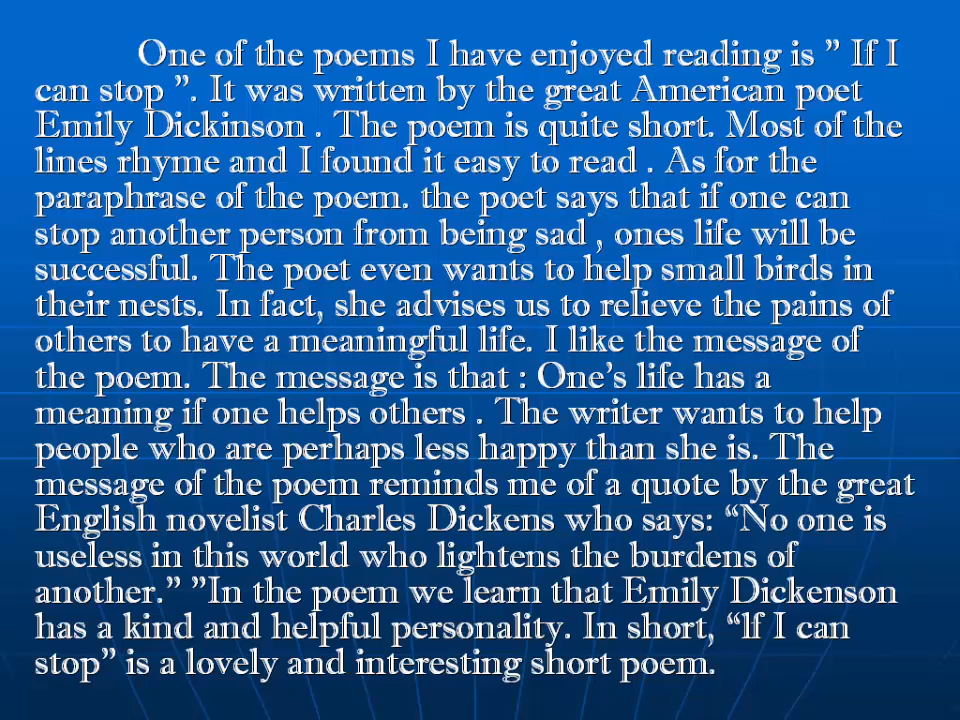 One of the poems I have enjoyed reading is ” If I
can stop ”. It was written by the great American poet
Emily Dickinson . The poem is quite short. Most of the
lines rhyme and I found it easy to read . As for the
paraphrase of the poem. the poet says that if one can
stop another person from being sad , ones life will be
successful. The poet even wants to help small birds in
their nests. In fact, she advises us to relieve the pains of
others to have a meaningful life. I like the message of
the poem. The message is that : One’s life has a
meaning if one helps others . The writer wants to help
people who are perhaps less happy than she is. The
message of the poem reminds me of a quote by the great
English novelist Charles Dickens who says: “No one is
useless in this world who lightens the burdens of
another.” ”In the poem we learn that Emily Dickenson
has a kind and helpful personality. In short, “lf I can
stop” is a lovely and interesting short poem.